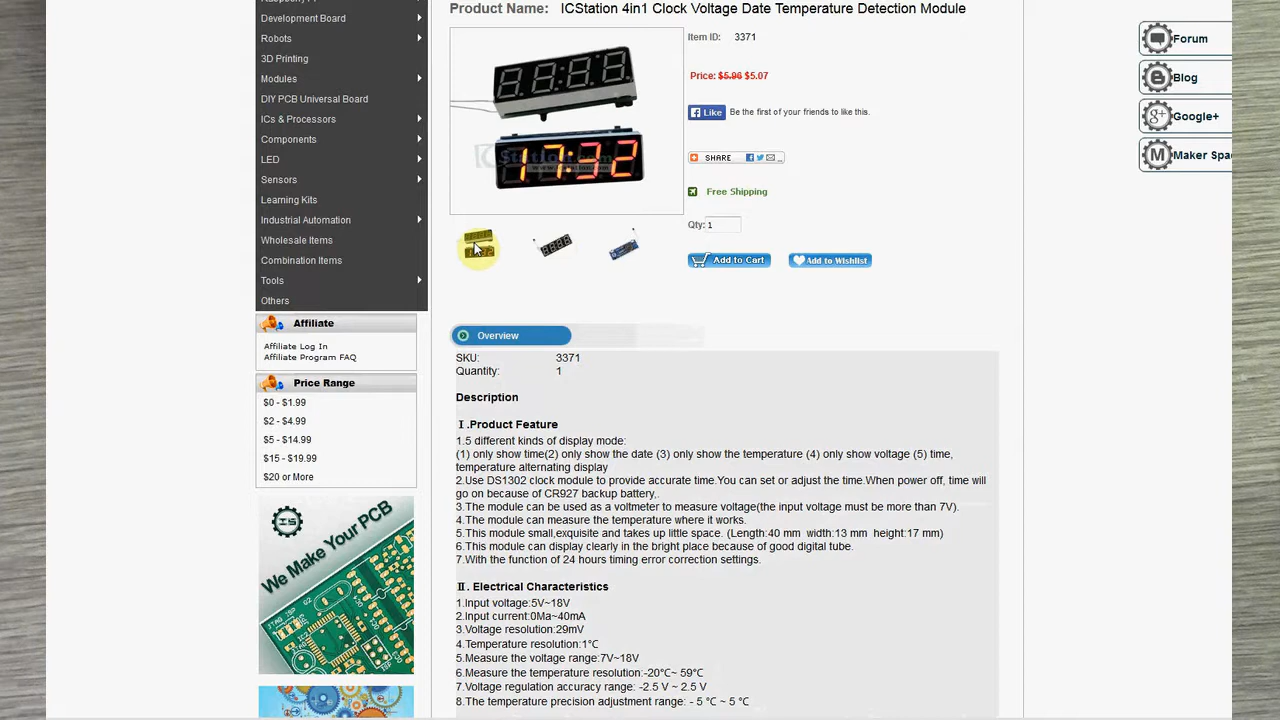 Product Name: ICStation 4in1 Clock Voltage Date Temperature Detection Module
Development Board
Robots
3D Printing
Modules
DIY PCB Universal Board
ICs & Processors
Components
LED
Sensors
Learning Kits
Industrial Automation
Wholesale Items
Combination Items
Tools
Others
Affiliate
Affiliate Log In
Affiliate Program FAQ
Price Range
$0 - $1.99
$2 - $4.99
$5 - $14.99
$15 - $19.99
$20 or More
We Make Your PCB
17:32
Item ID: 3371
Price: $5.96 $5.07
Like Be the first of your friends to like this.
SHARE
Free Shipping
Qty: 1
Add to Cart
Add to Wishlist
Forum
Blog
Google+
Maker Spa
Overview
SKU: 3371
Quantity: 1
Description
Ⅰ.Product Feature
1.5 different kinds of display mode:
(1) only show time(2) only show the date (3) only show the temperature (4) only show voltage (5) time,
temperature alternating display
2.Use DS1302 clock module to provide accurate time.You can set or adjust the time.When power off, time will
go on because of CR927 backup battery,.
3.The module can be used as a voltmeter to measure voltage(the input voltage must be more than 7V).
4.The module can measure the temperature where it works.
5.This module small,exquisite and takes up little space. (Length:40 mm width:13 mm height:17 mm)
6.This module can display clearly in the bright place because of good digital tube.
7.With the function of 24 hours timing error correction settings.
Ⅱ. Electrical Characteristics
1.Input voltage:5V~18V
2.Input current:0Ma~40mA
3.Voltage resolution:29mV
4.Temperature resolution:1℃
5.Measure the voltage range:7V~18V
6.Measure the temperature resolution:-20℃~ 59℃
7.Voltage regulation accuracy range: -2.5 V ~ 2.5 V
8.The temperature precision adjustment range: - 5 ℃ ~ 5 ℃